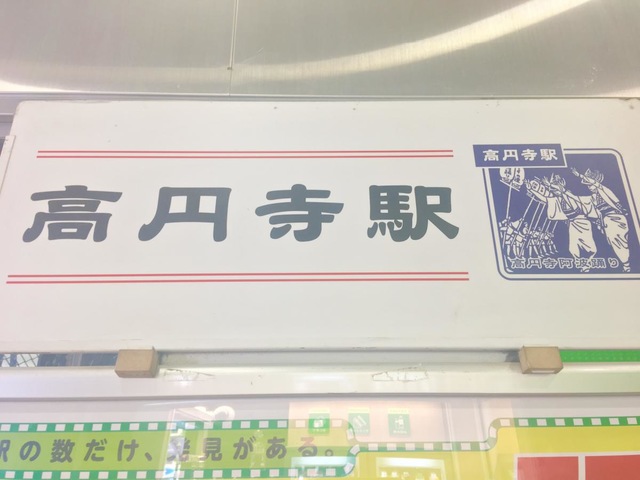 高円寺駅
高円寺駅
高円寺阿波踊り
駅の数だけ、発見がある。